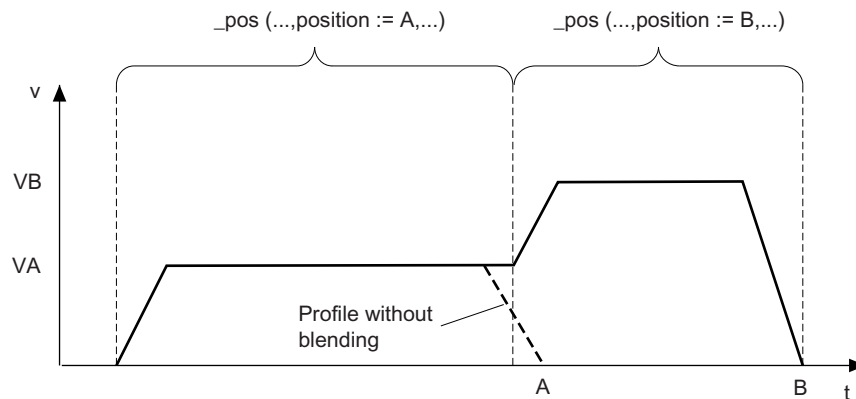 _pos (...,position := A,...)
_pos (...,position := B,...)
v
VB
VA
Profile without
blending
A
B
t